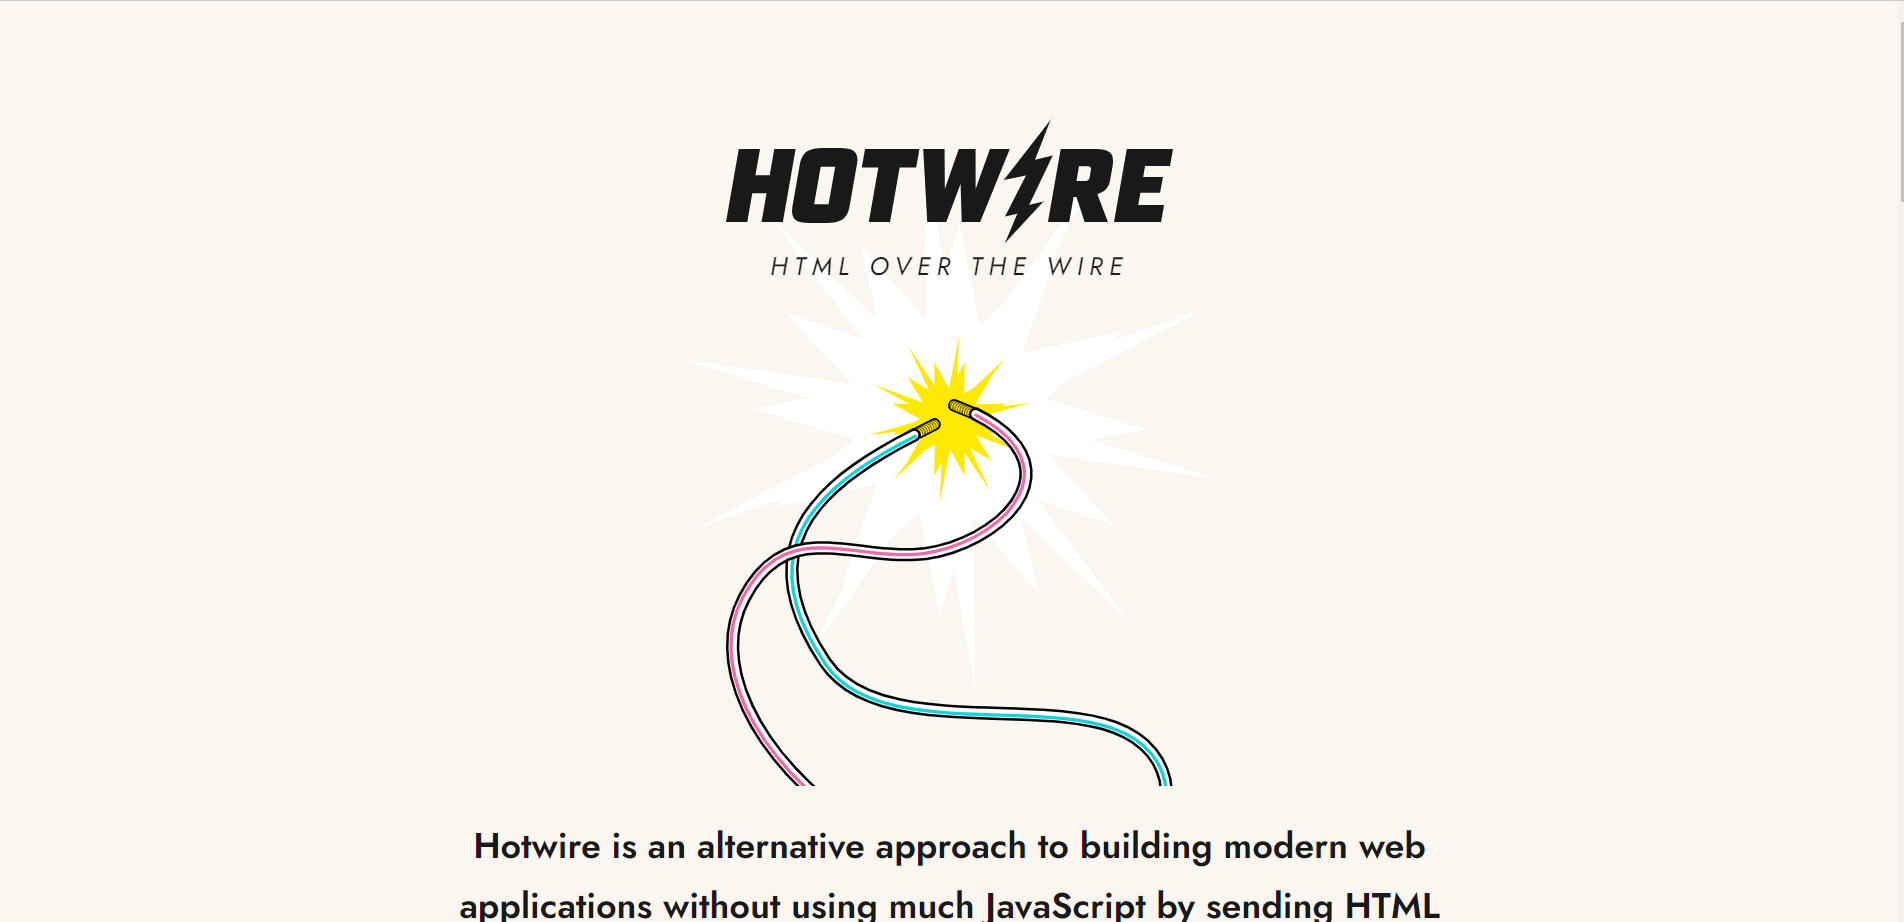 HOTWIRE
HTML OVER THE WIRE
Hotwire is an alternative approach to building modern web
applications without using much JavaScript by sending HTML